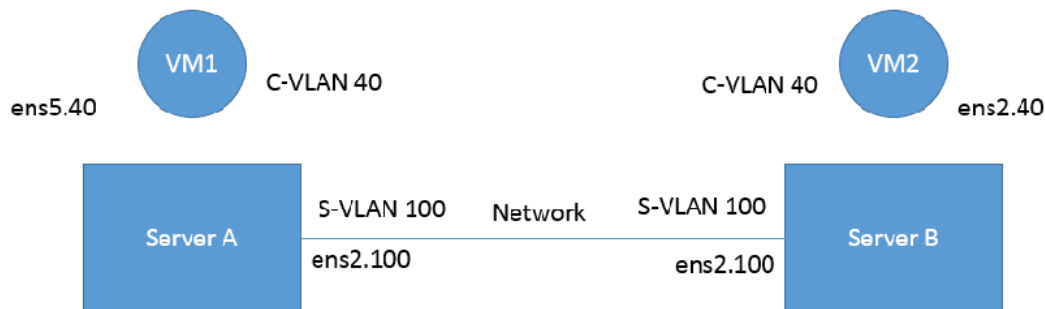 VM1
VM2
C-VLAN 40
C-VLAN 40
ens5.40
ens2.40
S-VLAN 100
Network
S-VLAN 100
Server A
Server B
ens2.100
ens2.100